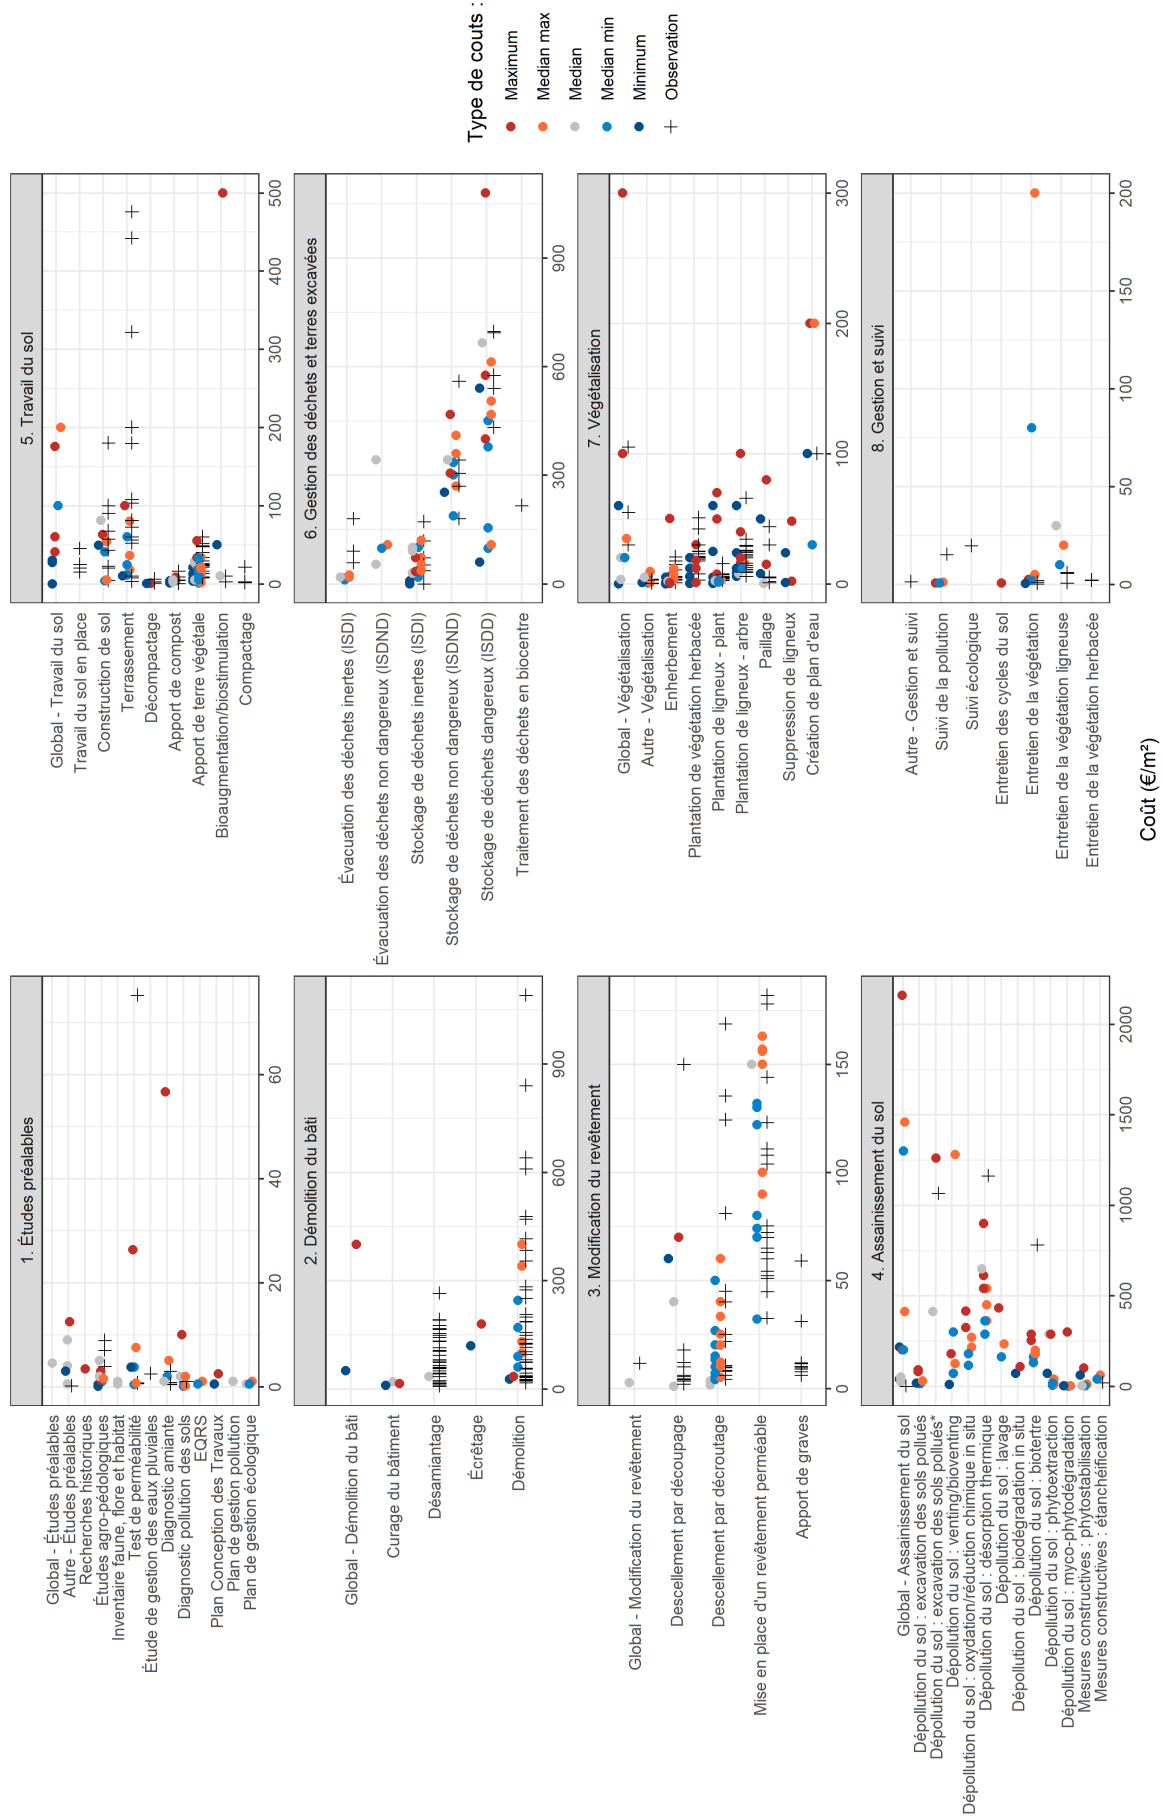 1. Études préalables
Global - Études préalables
Autre - Études préalables
Recherches historiques
Études agro-pédologiques
Inventaire faune, flore et habitat
Test de perméabilité
Étude de gestion des eaux pluviales
Diagnostic amiante
Diagnostic pollution des sols
EQRS
Plan Conception des Travaux
Plan de gestion pollution
Plan de gestion écologique
0 20 40 60
5. Travail du sol
Global - Travail du sol
Travail du sol en place
Construction de sol
Terrassement
Décompactage
Apport de compost
Apport de terre végétale
Bioaugmentation/biostimulation
Compactage
0 100 200 300 400 500
2. Démolition du bâti
Global - Démolition du bâti
Curage du bâtiment
Désamiantage
Écrêtage
Démolition
0 300 600 900
6. Gestion des déchets et terres excavées
Évacuation des déchets inertes (ISDI)
Évacuation des déchets non dangereux (ISDND)
Stockage de déchets inertes (ISDI)
Stockage de déchets non dangereux (ISDND)
Stockage de déchets dangereux (ISDD)
Traitement des déchets en biocentre
0 300 600 900
3. Modification du revêtement
Global - Modification du revêtement
Descellement par découpage
Descellement par décroutage
Mise en place d'un revêtement perméable
Apport de graves
0 50 100 150
7. Végétalisation
Global - Végétalisation
Autre - Végétalisation
Enherbement
Plantation de végétation herbacée
Plantation de ligneux - plant
Plantation de ligneux - arbre
Paillage
Suppression de ligneux
Création de plan d'eau
0 100 200 300
4. Assainissement du sol
Global - Assainissement du sol
Dépollution du sol : excavation des sols pollués
Dépollution du sol : excavation des sols pollués*
Dépollution du sol : venting/bioventing
Dépollution du sol : oxydation/réduction chimique in situ
Dépollution du sol : désorption thermique
Dépollution du sol : lavage
Dépollution du sol : biodégradation in situ
Dépollution du sol : biotertre
Dépollution du sol : phytoextraction
Dépollution du sol : myco-phytodégradation
Mesures constructives : phytostabilisation
Mesures constructives : étanchéification
0 500 1000 1500 2000
8. Gestion et suivi
Autre - Gestion et suivi
Suivi de la pollution
Suivi écologique
Entretien des cycles du sol
Entretien de la végétation
Entretien de la végétation ligneuse
Entretien de la végétation herbacée
0 50 100 150 200
Coût (€/m²)
Type de couts :
Maximum
Median max
Median
Median min
Minimum
Observation